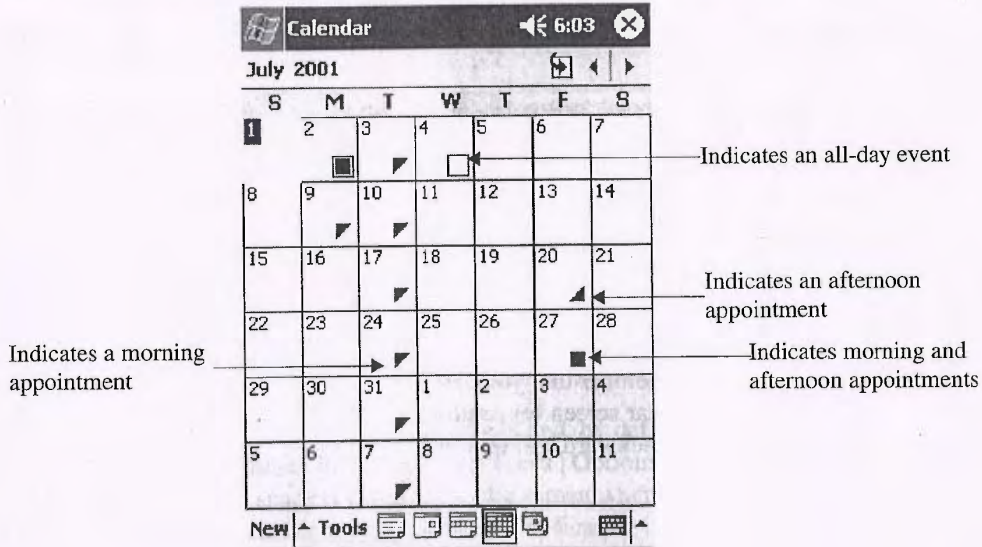 Calendar 6:03
July 2001
S M T W T F S
1 2 3 4 5 6 7
Indicates an all-day event
8 9 10 11 12 13 14
15 16 17 18 19 20 21
Indicates an afternoon
appointment
22 23 24 25 26 27 28
Indicates a morning
appointment
Indicates morning and
afternoon appointments
29 30 31 1 2 3 4
5 6 7 8 9 10 11
New Tools